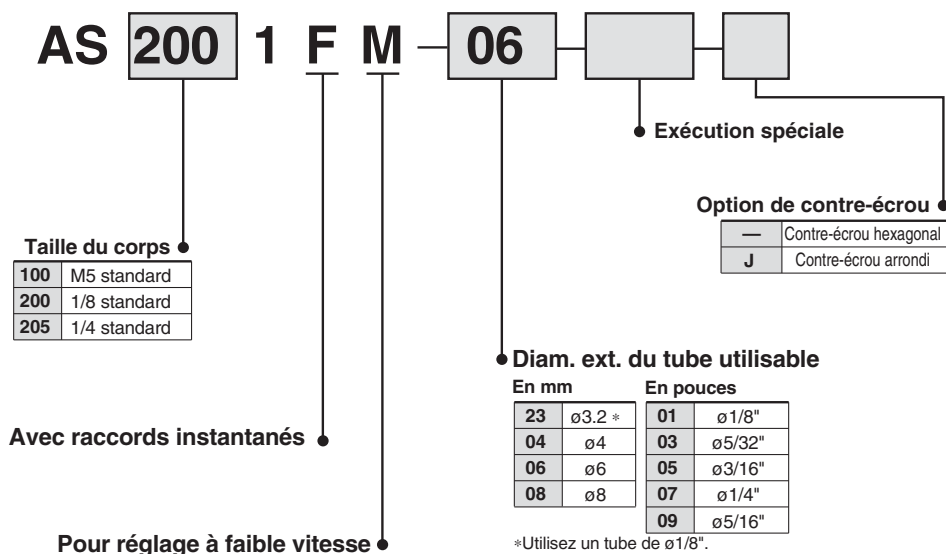 AS 200 1 F M — 06 — —
Exécution spéciale
Option de contre-écrou
— Contre-écrou hexagonal
J Contre-écrou arrondi
Taille du corps
100 M5 standard
200 1/8 standard
205 1/4 standard
Diam. ext. du tube utilisable
En mm
23 ø3.2 *
04 ø4
06 ø6
08 ø8
En pouces
01 ø1/8"
03 ø5/32"
05 ø3/16"
07 ø1/4"
09 ø5/16"
*Utilisez un tube de ø1/8".
Avec raccords instantanés
Pour réglage à faible vitesse